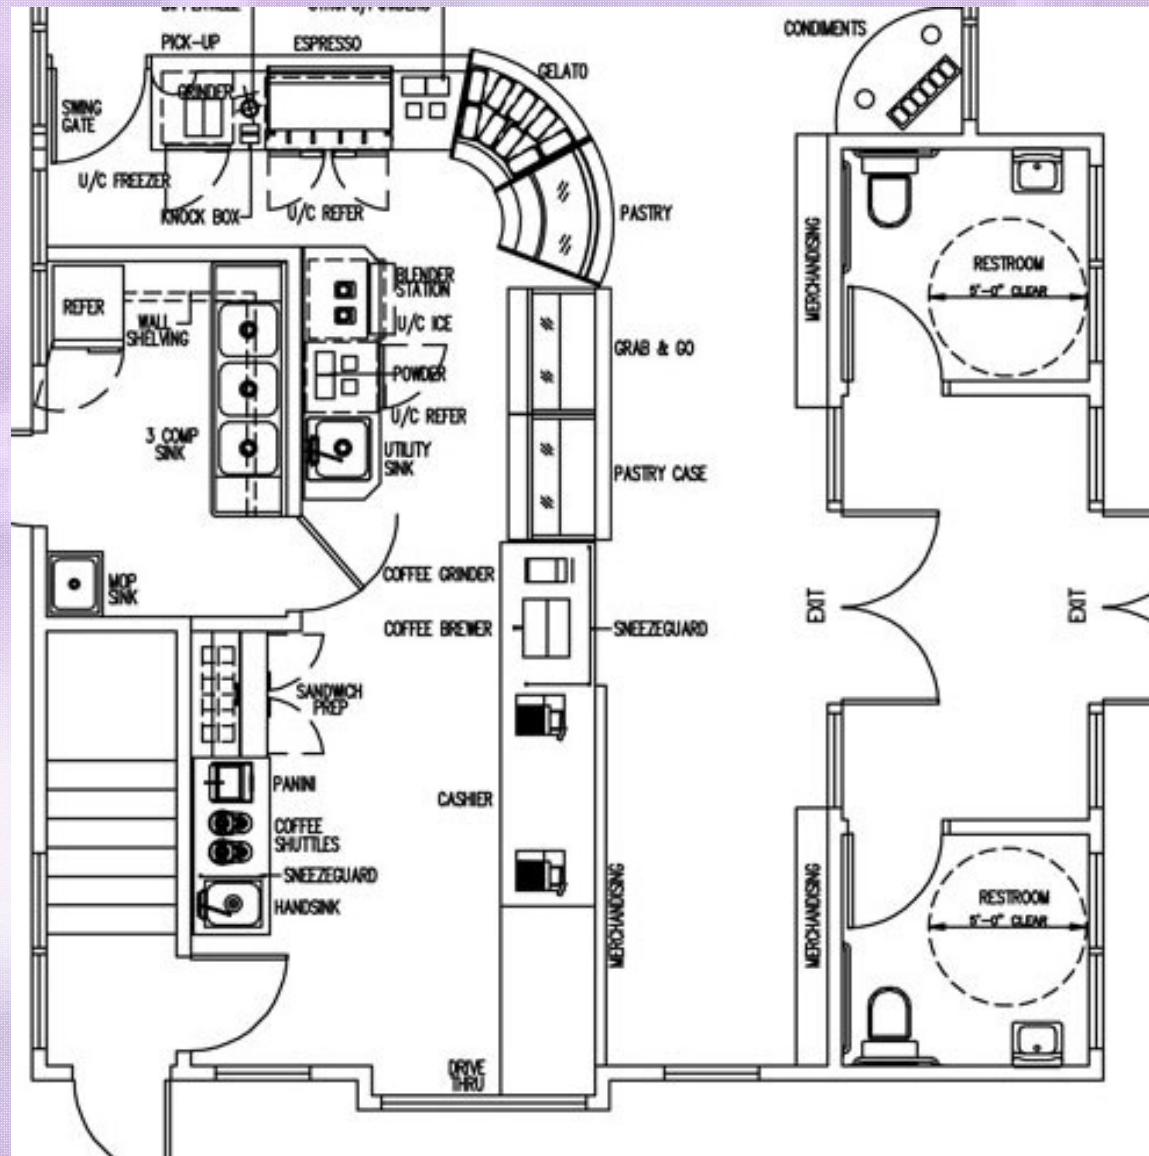 CONDIMENTS
PICK-UP
ESPRESSO
GELATO
GRINDER
SWING
GATE
U/C FREEZER
KNOCK BOX
U/C REFER
PASTRY
MERCHANDISING
RESTROOM
5'-0" CLEAR
BLENDER
STATION
REFER
WALL
SHELVING
U/C ICE
GRAB & GO
POWDER
U/C REFER
3 COMP
SINK
UTILITY
SINK
PASTRY CASE
COFFEE GRINDER
MOP
SINK
EXIT
EXIT
COFFEE BREWER
SNEEZEGUARD
SANDWICH
PREP
PANINI
CASHIER
COFFEE
SHUTTLES
SNEEZEGUARD
HANDSINK
MERCHANDISING
MERCHANDISING
RESTROOM
5'-0" CLEAR
DRIVE
THRU